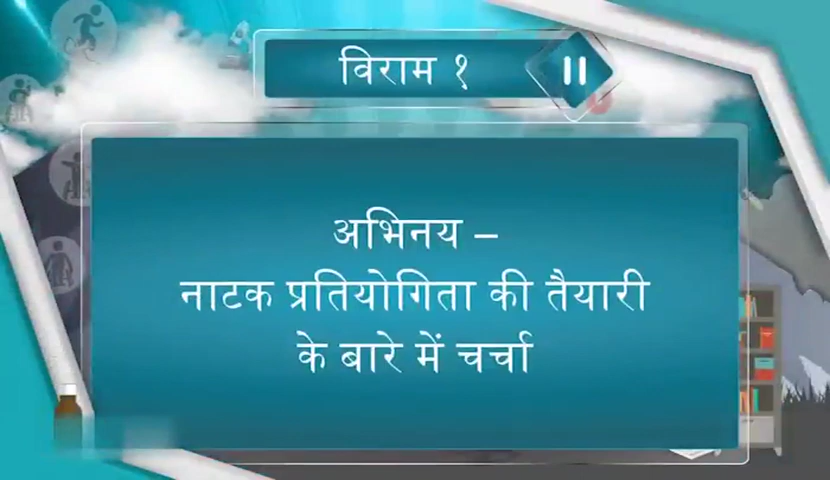 विराम १
अभिनय –
नाटक प्रतियोगिता की तैयारी
के बारे में चर्चा